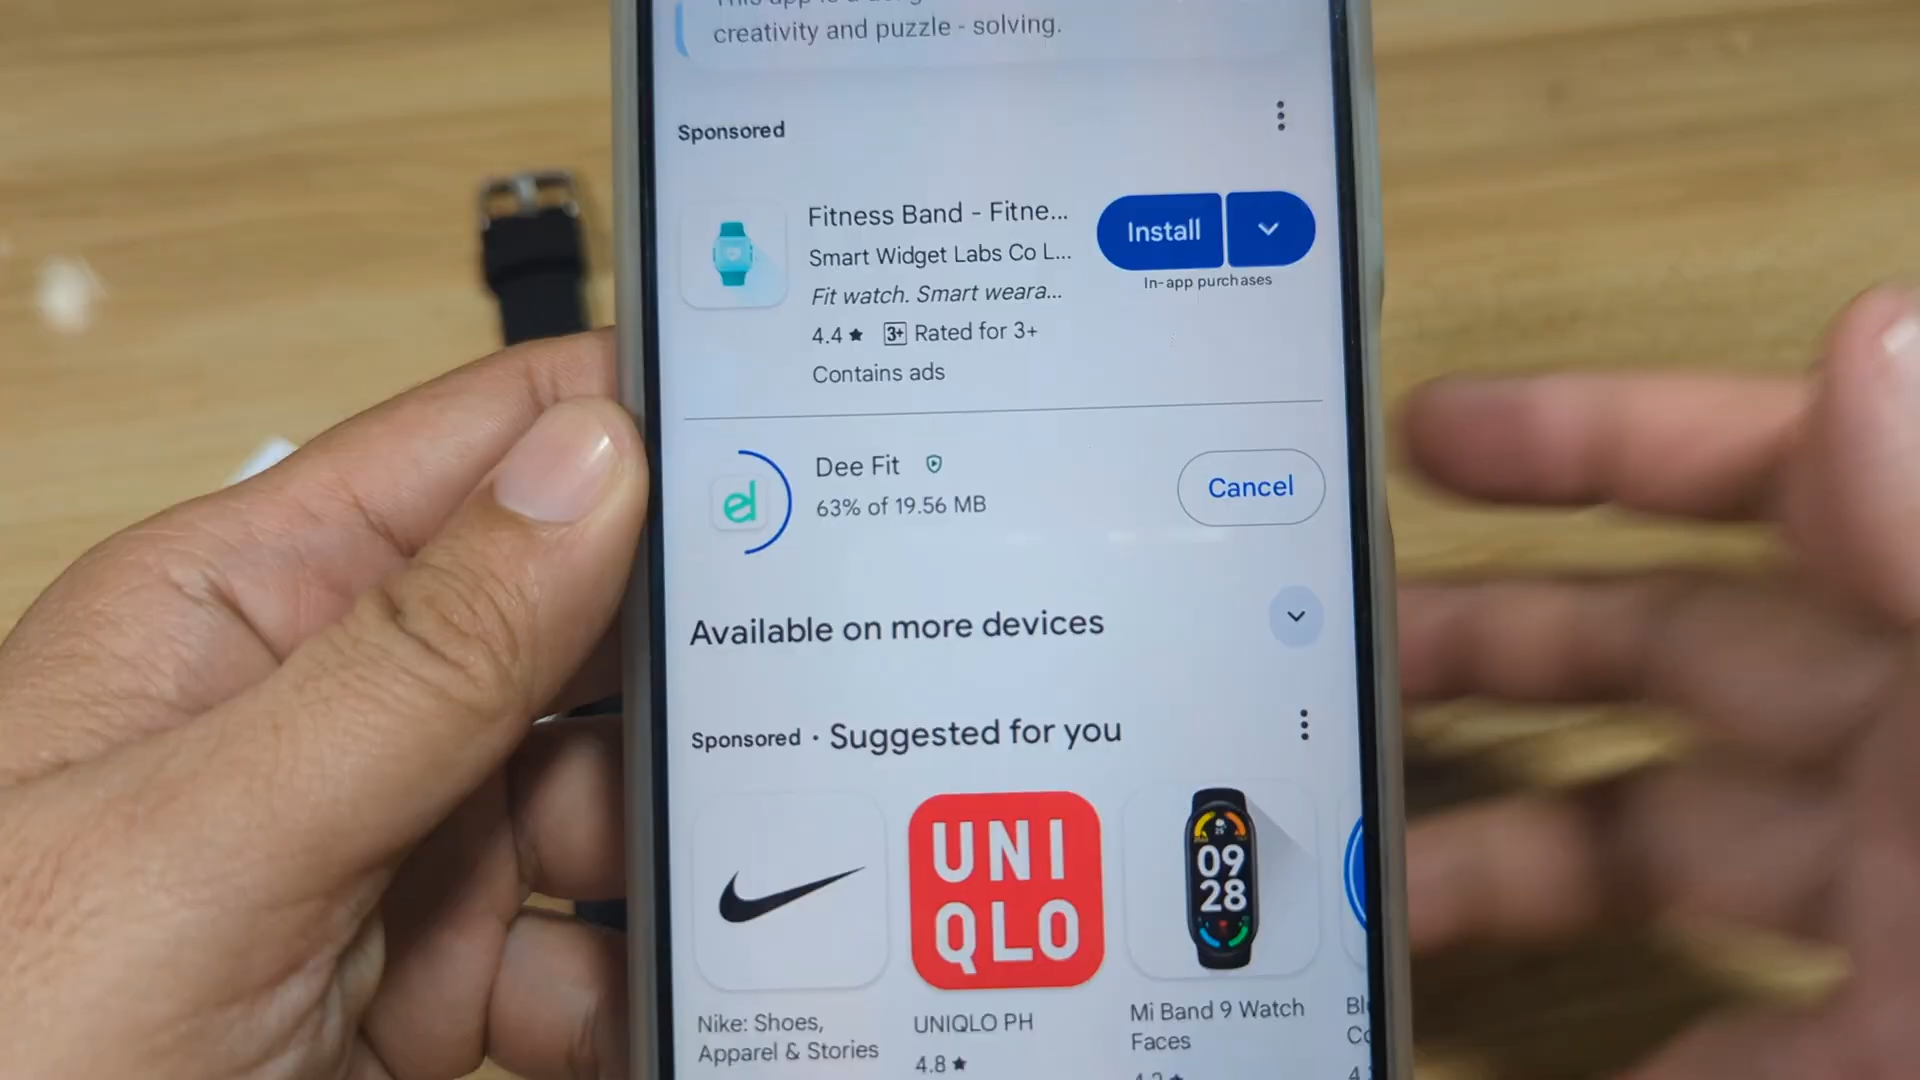 creativity and puzzle - solving.
Sponsored
Fitness Band - Fitne...
Smart Widget Labs Co L...
Fit watch. Smart weara...
4.4 ★ 3+ Rated for 3+
Contains ads
Install
In-app purchases
Dee Fit
63% of 19.56 MB
Cancel
Available on more devices
Sponsored · Suggested for you
UNI
QLO
09
28
Nike: Shoes,
Apparel & Stories
UNIQLO PH
4.8 ★
Mi Band 9 Watch
Faces